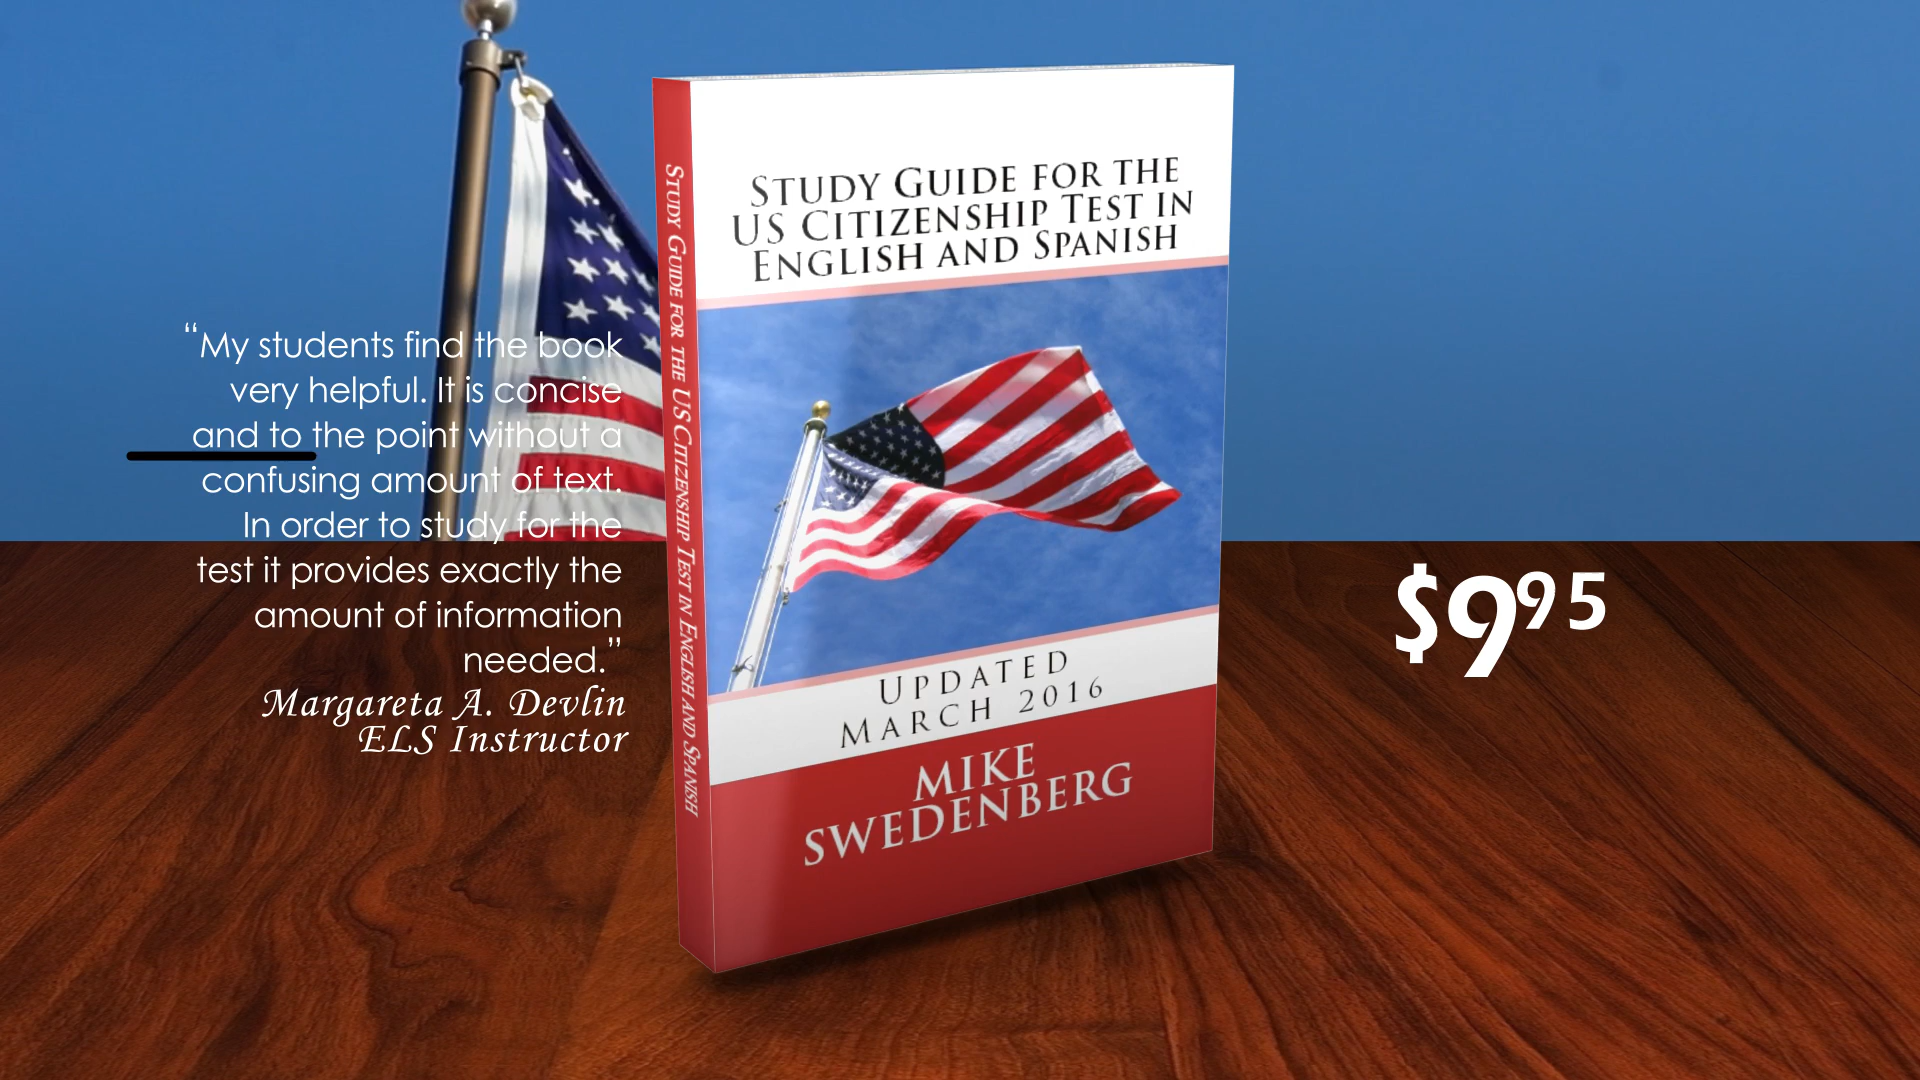 “My students find the book
very helpful. It is concise
and to the point without a
confusing amount of text.
In order to study for the
test it provides exactly the
amount of information
needed.”
Margareta A. Devlin
ELS Instructor
STUDY GUIDE FOR THE US CITIZENSHIP TEST IN ENGLISH AND SPANISH
STUDY GUIDE FOR THE
US CITIZENSHIP TEST IN
ENGLISH AND SPANISH
UPDATED
MARCH 2016
MIKE
SWEDENBERG
$995